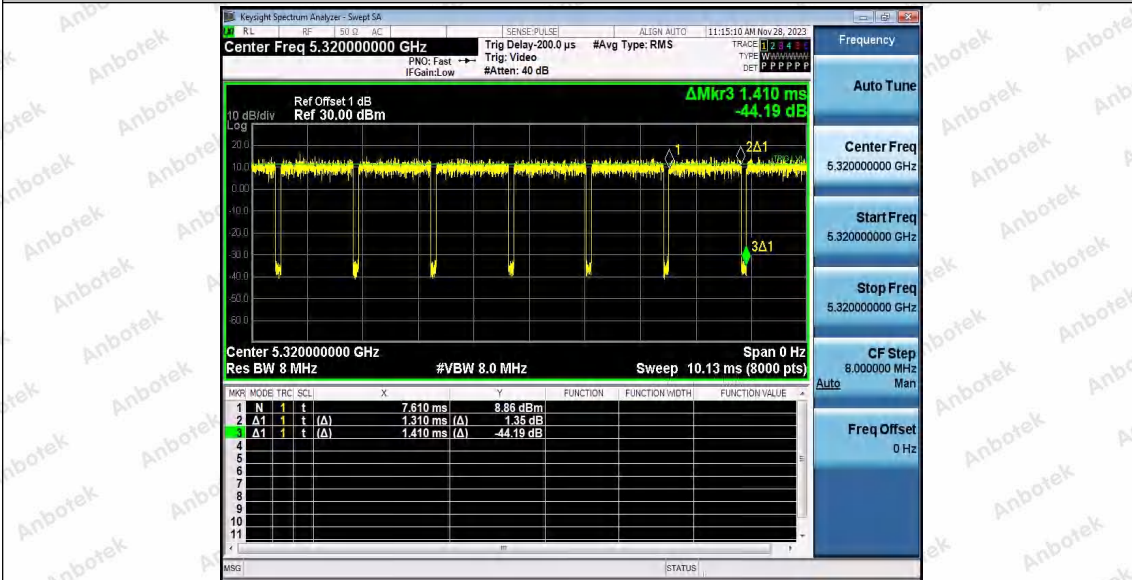 Keysight Spectrum Analyzer - Swept SA
RL RF 50 Ω AC SENSE:PULSE ALIGN AUTO 11:15:10 AM Nov 28, 2023
Center Freq 5.320000000 GHz Trig Delay-200.0 µs #Avg Type: RMS TRACE 1 2 3 4 5 6
PNO: Fast Trig: Video TYPE WWWWWW
IFGain:Low #Atten: 40 dB DET P P P P P P
Frequency
Auto Tune
ΔMkr3 1.410 ms
-44.19 dB
Ref Offset 1 dB
10 dB/div Ref 30.00 dBm
Log
20.0
10.0
0.00
-10.0
-20.0
-30.0
-40.0
-50.0
-60.0
1
2Δ1
3Δ1
Center 5.320000000 GHz Span 0 Hz
Res BW 8 MHz #VBW 8.0 MHz Sweep 10.13 ms (8000 pts)
MKR MODE TRC SCL X Y FUNCTION FUNCTION WIDTH FUNCTION VALUE
1 N 1 t 7.610 ms 8.86 dBm
2 Δ1 1 t (Δ) 1.310 ms (Δ) 1.35 dB
3 Δ1 1 t (Δ) 1.410 ms (Δ) -44.19 dB
4
5
6
7
8
9
10
11
MSG STATUS
Center Freq
5.320000000 GHz
Start Freq
5.320000000 GHz
Stop Freq
5.320000000 GHz
CF Step
8.000000 MHz
Auto Man
Freq Offset
0 Hz
Anbotek